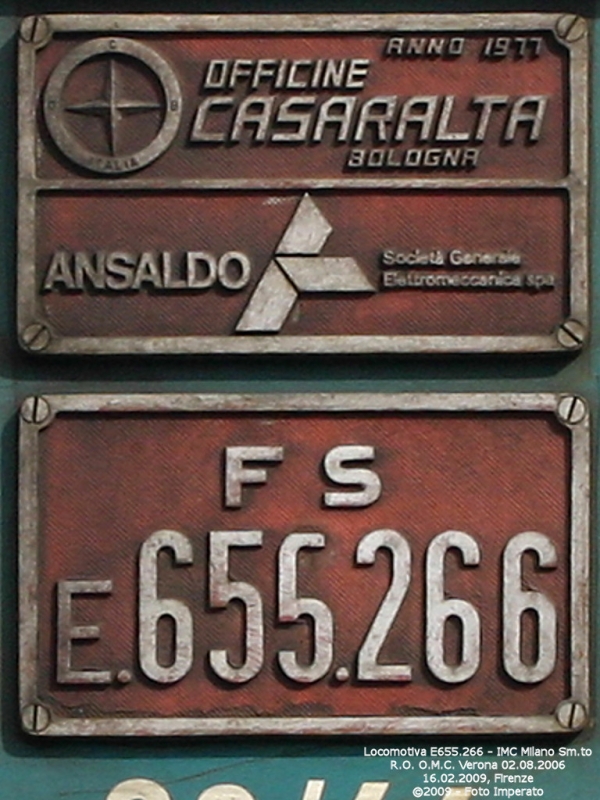 ANNO 1977
OFFICINE
CASARALTA
BOLOGNA
C
B B
ITALIA
ANSALDO
Società Generale
Elettromeccanica spa
F S
E.655.266
Locomotiva E655.266 - IMC Milano Sm.to
R.O. O.M.C. Verona 02.08.2006
16.02.2009, Firenze
©2009 - Foto Imperato